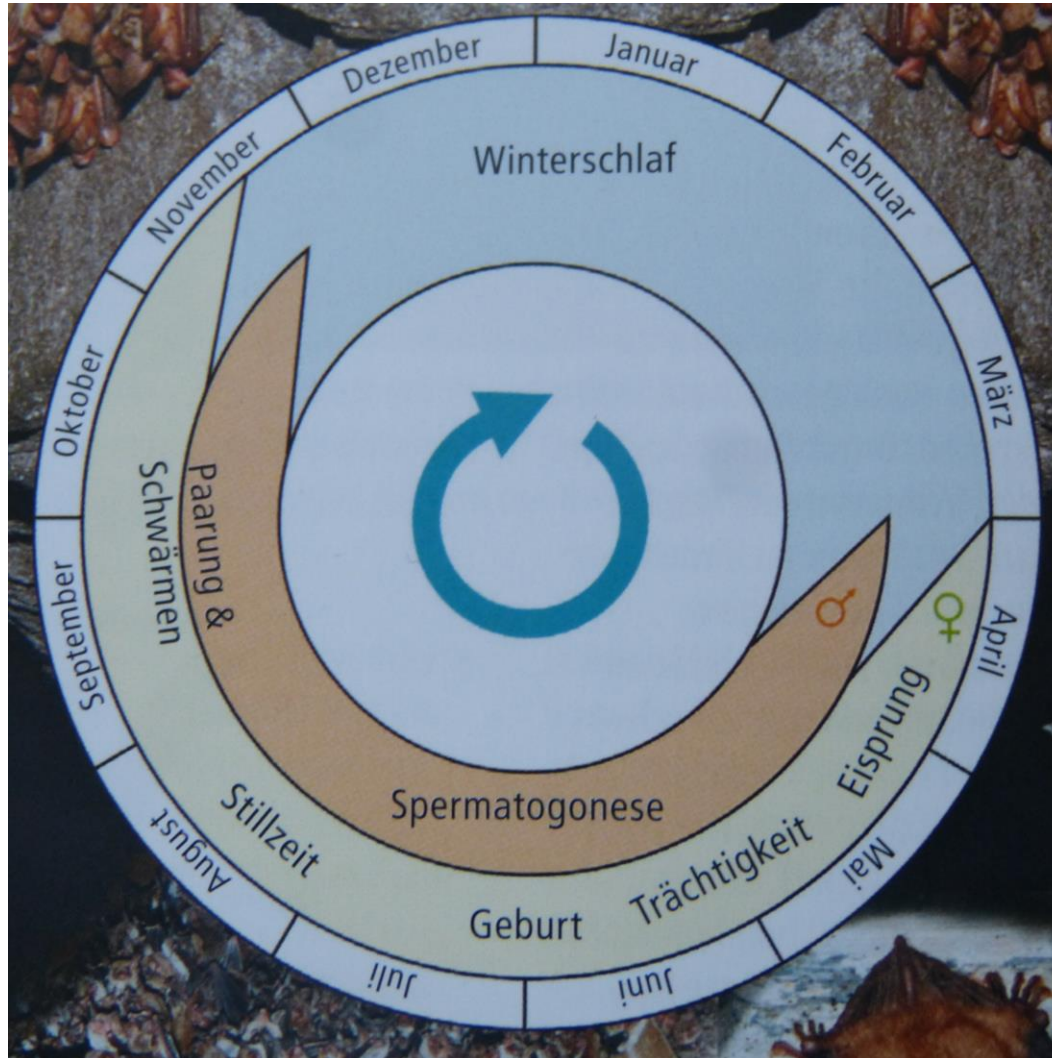 Januar
Februar
März
April
Mai
Juni
Juli
August
September
Oktober
November
Dezember
Winterschlaf
Eisprung
Trächtigkeit
Geburt
Stillzeit
Paarung &
Schwärmen
Spermatogonese
♂
♀